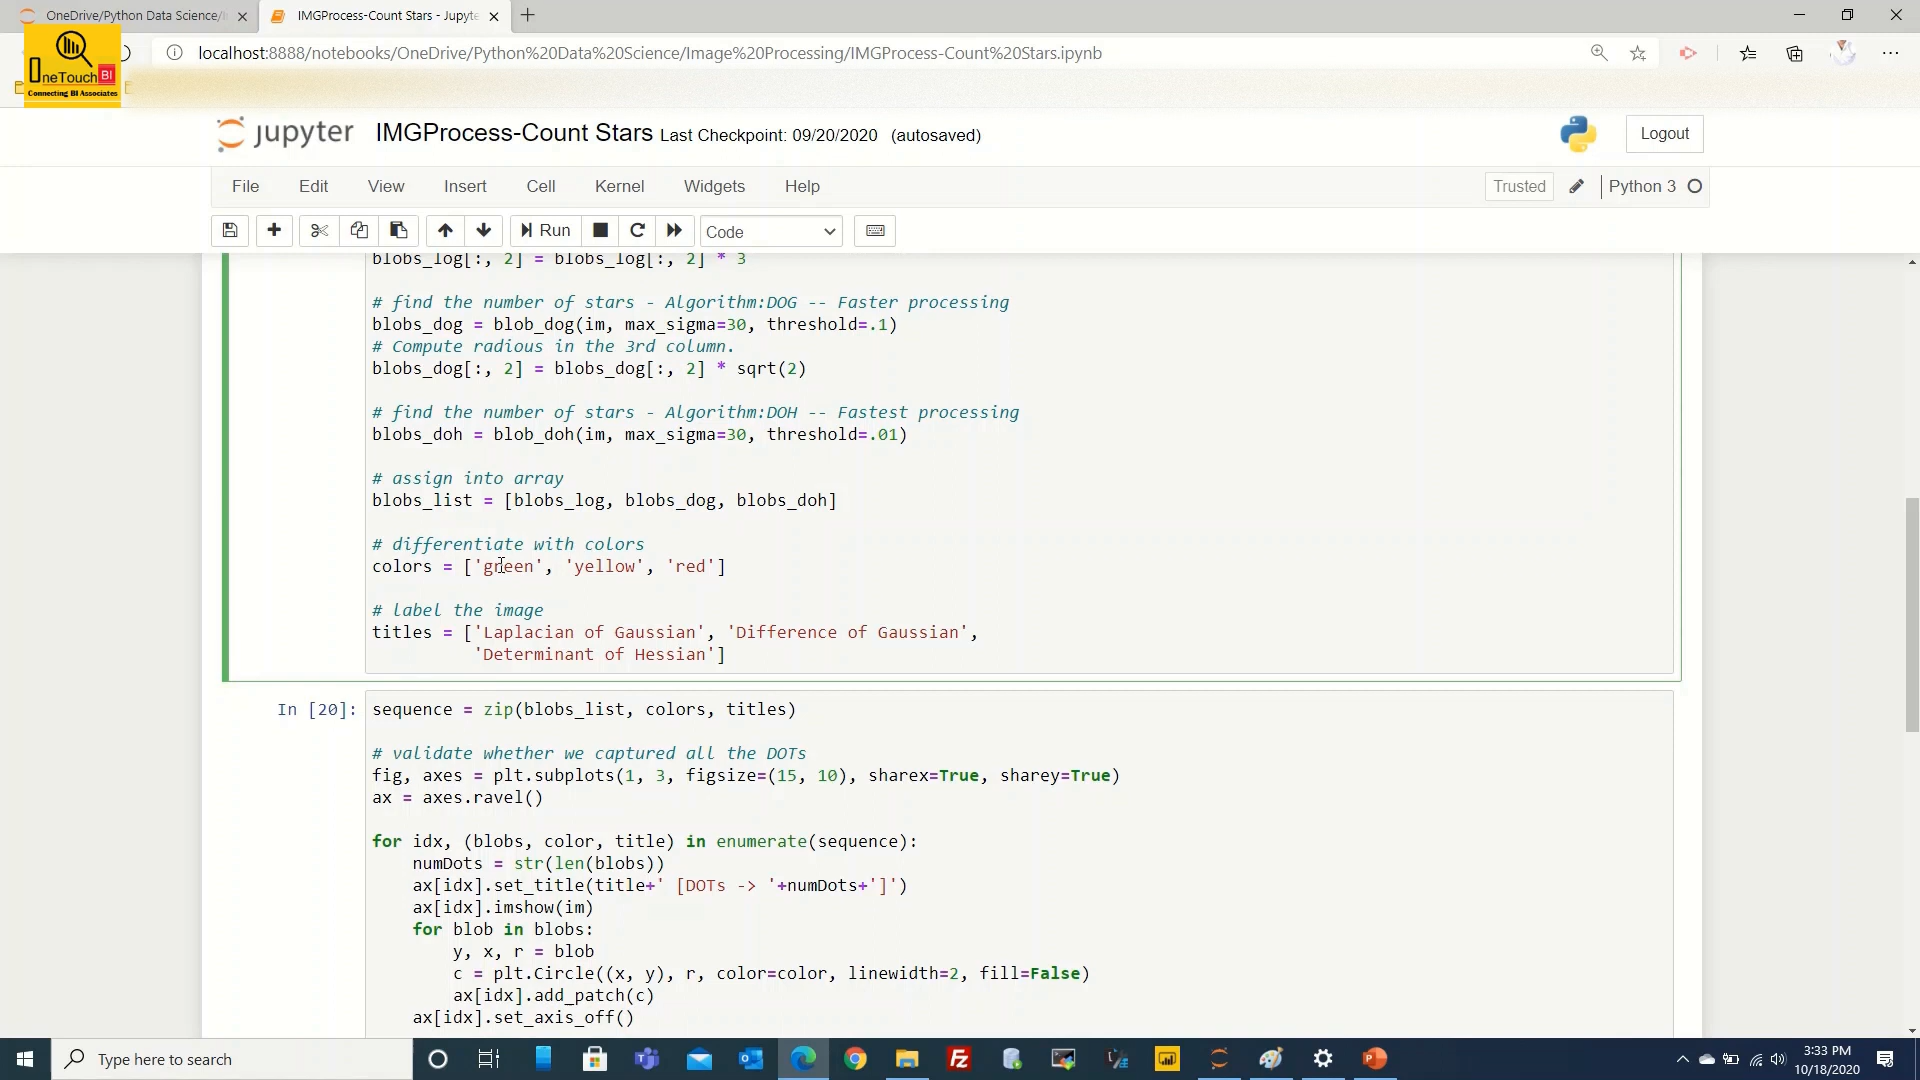 OneDrive/Python Data Science/I
IMGProcess-Count Stars - Jupyte
localhost:8888/notebooks/OneDrive/Python%20Data%20Science/Image%20Processing/IMGProcess-Count%20Stars.ipynb
OneTouch BI
Connecting BI Associates
jupyter IMGProcess-Count Stars Last Checkpoint: 09/20/2020 (autosaved)
Logout
File Edit View Insert Cell Kernel Widgets Help
Trusted Python 3
Run Code
blobs_log[:, 2] = blobs_log[:, 2] * 3
# find the number of stars - Algorithm:DOG -- Faster processing
blobs_dog = blob_dog(im, max_sigma=30, threshold=.1)
# Compute radious in the 3rd column.
blobs_dog[:, 2] = blobs_dog[:, 2] * sqrt(2)
# find the number of stars - Algorithm:DOH -- Fastest processing
blobs_doh = blob_doh(im, max_sigma=30, threshold=.01)
# assign into array
blobs_list = [blobs_log, blobs_dog, blobs_doh]
# differentiate with colors
colors = ['green', 'yellow', 'red']
# label the image
titles = ['Laplacian of Gaussian', 'Difference of Gaussian',
'Determinant of Hessian']
In [20]: sequence = zip(blobs_list, colors, titles)
# validate whether we captured all the DOTs
fig, axes = plt.subplots(1, 3, figsize=(15, 10), sharex=True, sharey=True)
ax = axes.ravel()
for idx, (blobs, color, title) in enumerate(sequence):
numDots = str(len(blobs))
ax[idx].set_title(title+' [DOTs -> '+numDots+']')
ax[idx].imshow(im)
for blob in blobs:
y, x, r = blob
c = plt.Circle((x, y), r, color=color, linewidth=2, fill=False)
ax[idx].add_patch(c)
ax[idx].set_axis_off()
Type here to search
3:33 PM
10/18/2020